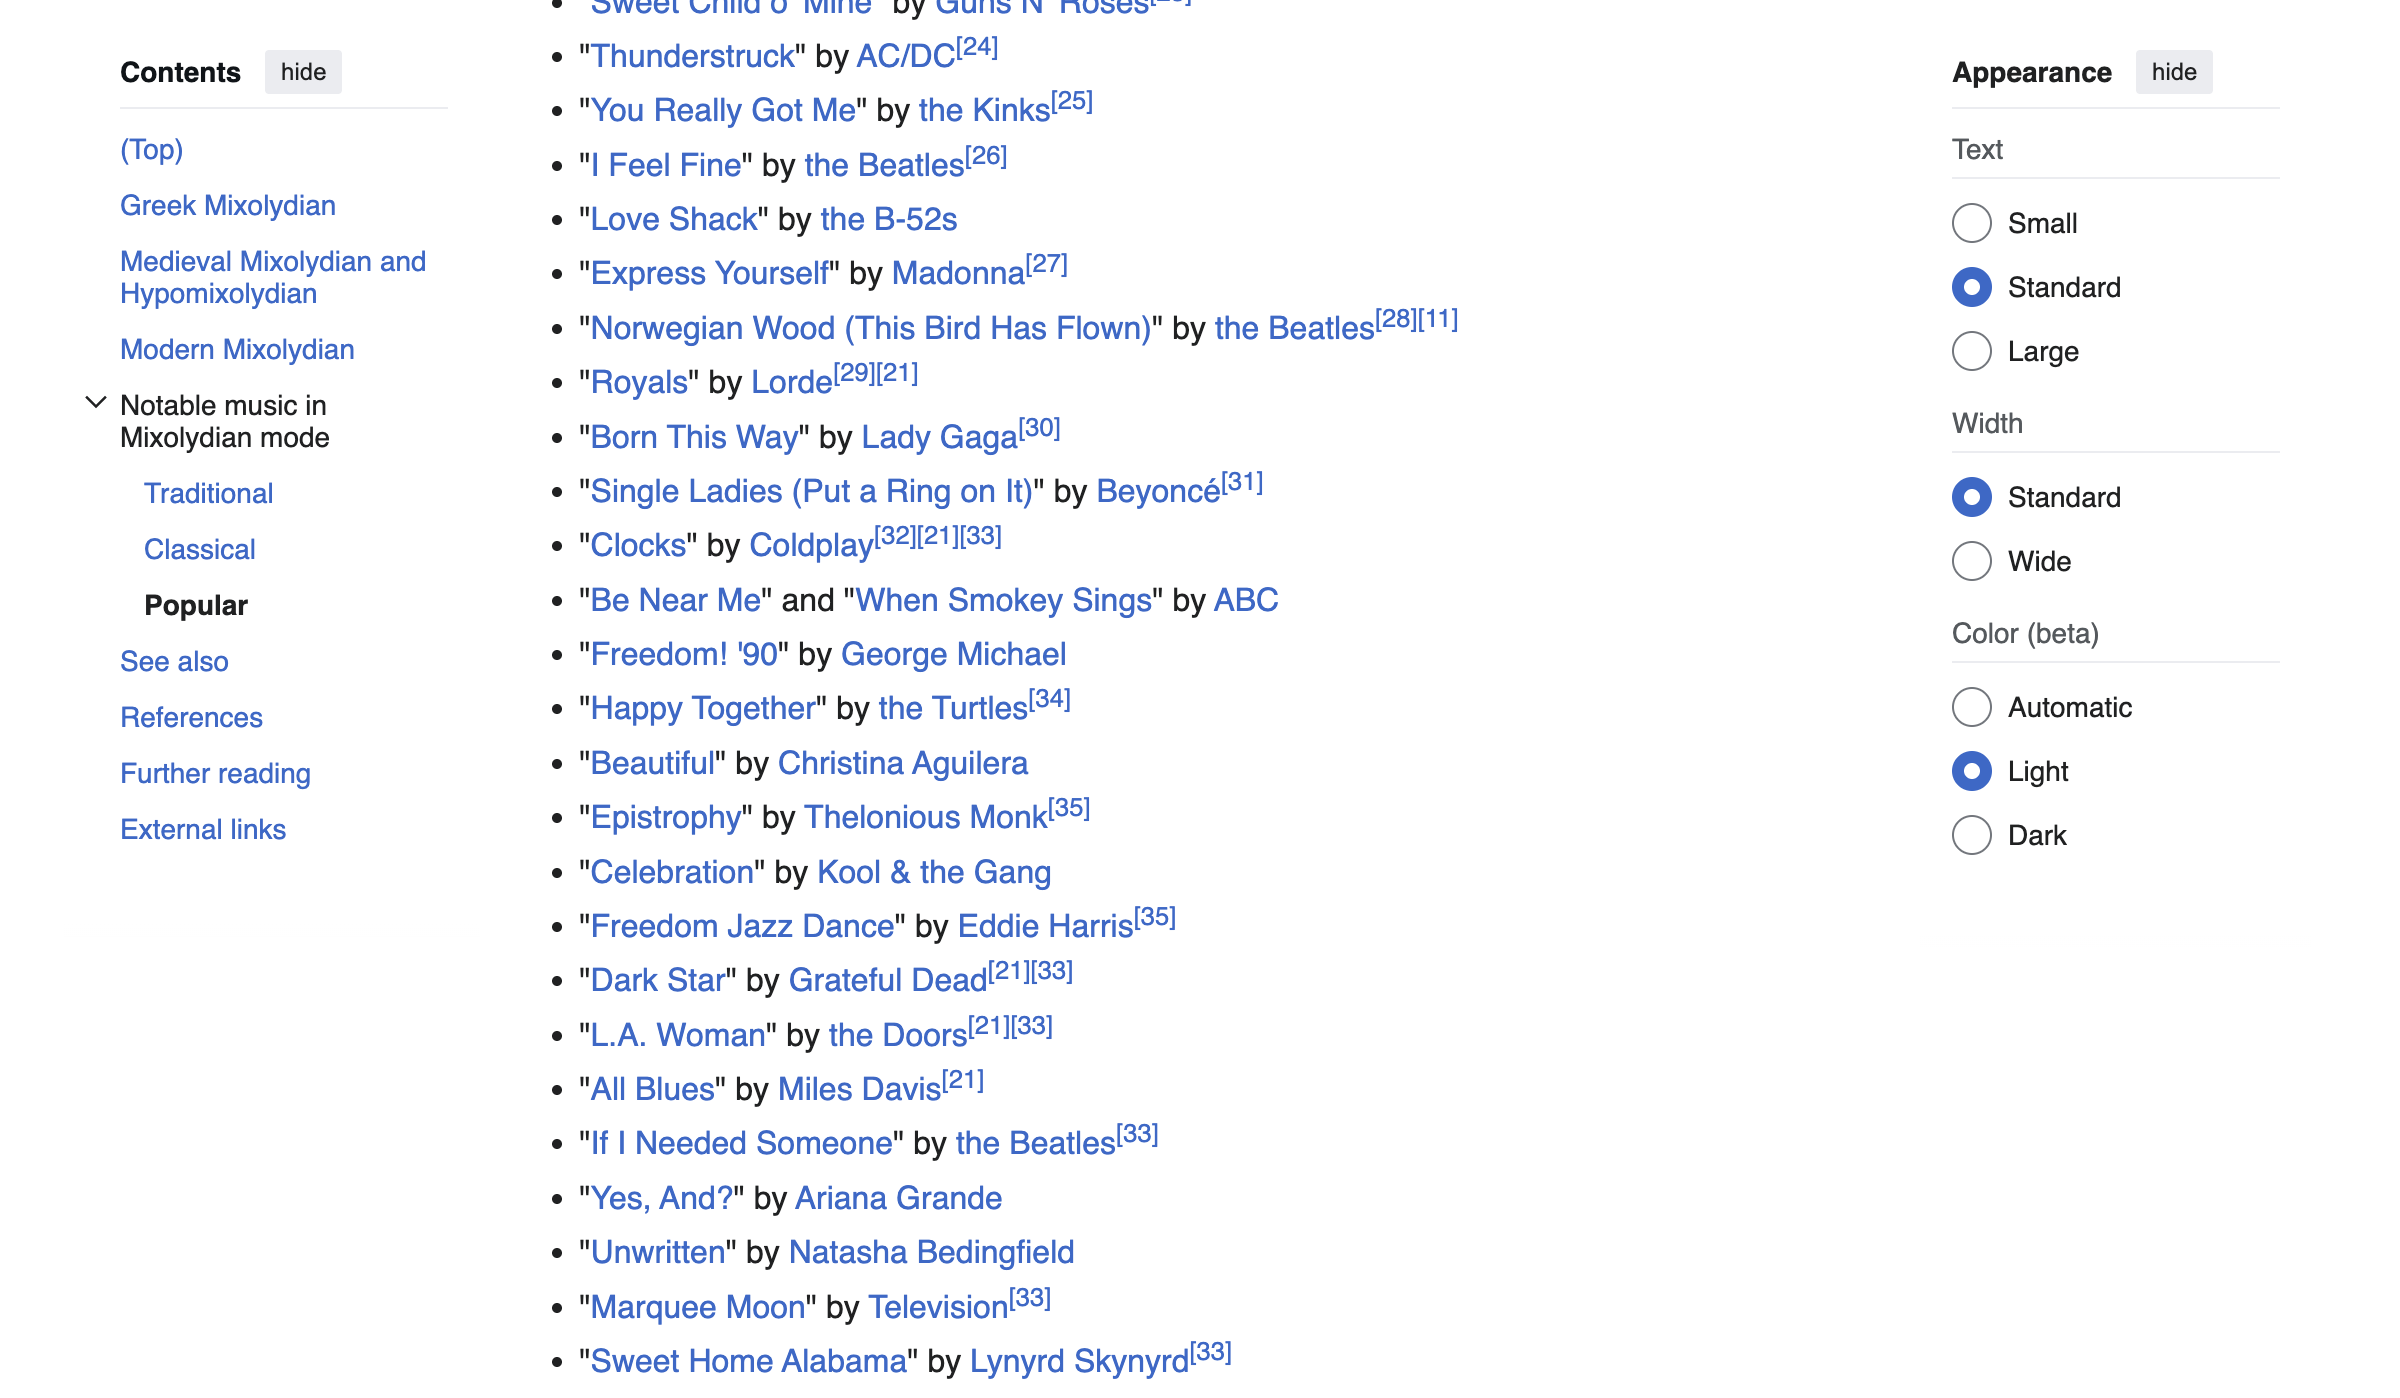 Contents hide
(Top)
Greek Mixolydian
Medieval Mixolydian and
Hypomixolydian
Modern Mixolydian
Notable music in
Mixolydian mode
Traditional
Classical
Popular
See also
References
Further reading
External links
"Sweet Child o' Mine" by Guns N' Roses
"Thunderstruck" by AC/DC[24]
"You Really Got Me" by the Kinks[25]
"I Feel Fine" by the Beatles[26]
"Love Shack" by the B-52s
"Express Yourself" by Madonna[27]
"Norwegian Wood (This Bird Has Flown)" by the Beatles[28][11]
"Royals" by Lorde[29][21]
"Born This Way" by Lady Gaga[30]
"Single Ladies (Put a Ring on It)" by Beyoncé[31]
"Clocks" by Coldplay[32][21][33]
"Be Near Me" and "When Smokey Sings" by ABC
"Freedom! '90" by George Michael
"Happy Together" by the Turtles[34]
"Beautiful" by Christina Aguilera
"Epistrophy" by Thelonious Monk[35]
"Celebration" by Kool & the Gang
"Freedom Jazz Dance" by Eddie Harris[35]
"Dark Star" by Grateful Dead[21][33]
"L.A. Woman" by the Doors[21][33]
"All Blues" by Miles Davis[21]
"If I Needed Someone" by the Beatles[33]
"Yes, And?" by Ariana Grande
"Unwritten" by Natasha Bedingfield
"Marquee Moon" by Television[33]
"Sweet Home Alabama" by Lynyrd Skynyrd[33]
Appearance hide
Text
Small
Standard
Large
Width
Standard
Wide
Color (beta)
Automatic
Light
Dark